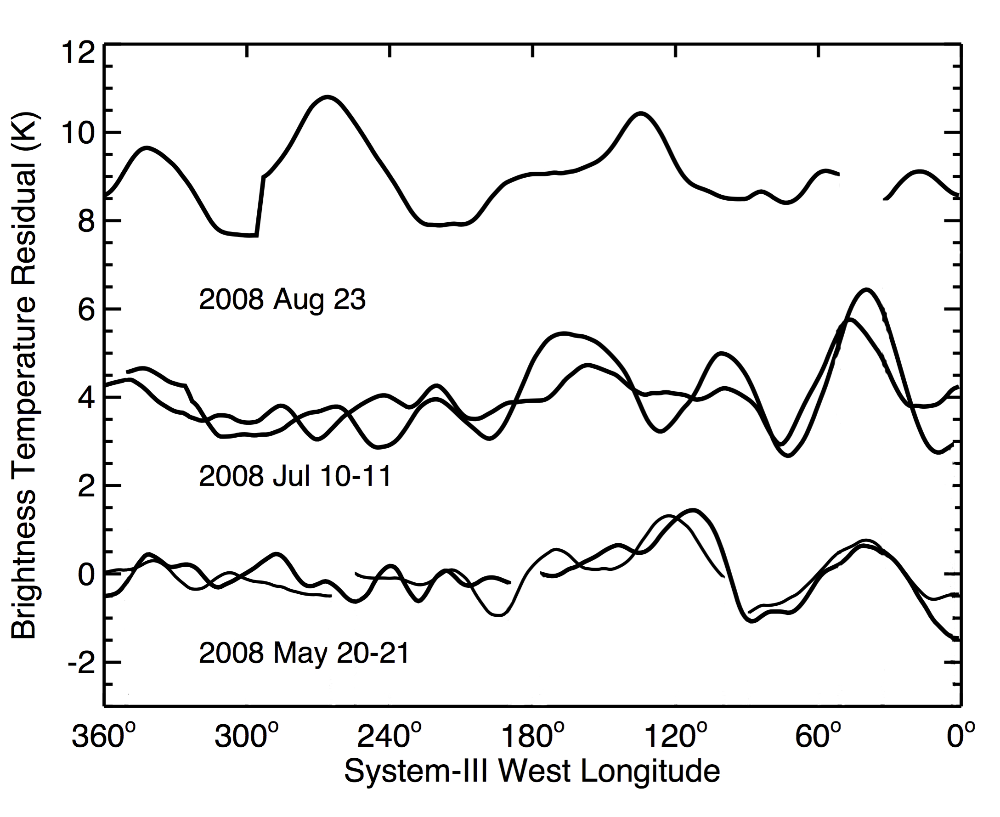 12
10
8
6
4
2
0
-2
Brightness Temperature Residual (K)
2008 Aug 23
2008 Jul 10-11
2008 May 20-21
360° 300° 240° 180° 120° 60° 0°
System-III West Longitude